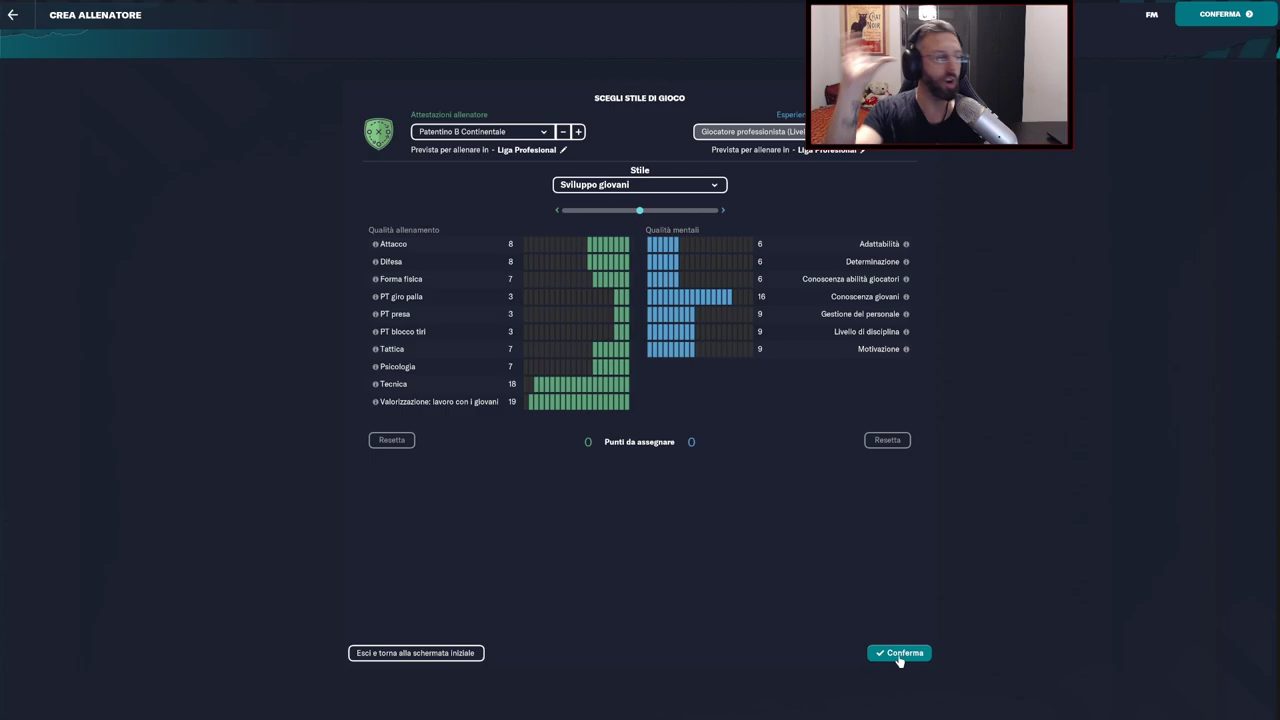 CREA ALLENATORE
FM
CONFERMA
CHAT
NOIR
SCEGLI STILE DI GIOCO
Attestazioni allenatore
Patentino B Continentale
Prevista per allenare in - Liga Profesional
Giocatore professionista
Prevista per allenare in - Liga Profesional
Stile
Sviluppo giovani
Qualità allenamento
Attacco 8
Difesa 8
Forma fisica 7
PT giro palla 3
PT presa 3
PT blocco tiri 3
Tattica 7
Psicologia 7
Tecnica 18
Valorizzazione: lavoro con i giovani 19
Qualità mentali
6 Adattabilità
6 Determinazione
6 Conoscenza abilità giocatori
16 Conoscenza giovani
9 Gestione del personale
9 Livello di disciplina
9 Motivazione
Resetta
0 Punti da assegnare 0
Resetta
Esci e torna alla schermata iniziale
Conferma